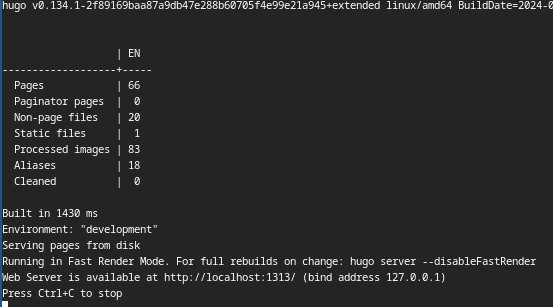 hugo v0.134.1-2f89169baa87a9db47e288b60705f4e99e21a945+extended linux/amd64 BuildDate=2024-0
                   | EN
-------------------+-----
  Pages            | 66
  Paginator pages  |  0
  Non-page files   | 20
  Static files     |  1
  Processed images | 83
  Aliases          | 18
  Cleaned          |  0
Built in 1430 ms
Environment: "development"
Serving pages from disk
Running in Fast Render Mode. For full rebuilds on change: hugo server --disableFastRender
Web Server is available at http://localhost:1313/ (bind address 127.0.0.1)
Press Ctrl+C to stop